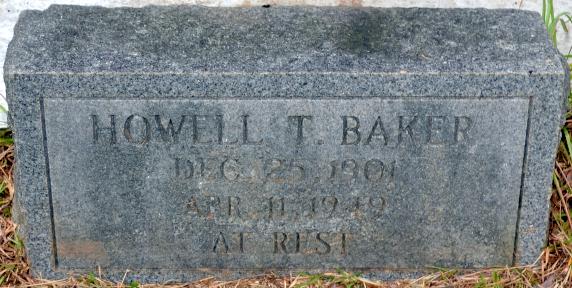 HOWELL T. BAKER
DEC. 25, 1901
APR. 11, 1949
AT REST